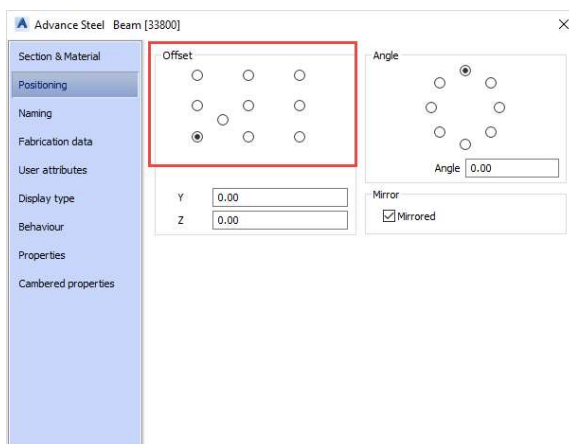 Advance Steel Beam [33800]
Section & Material
Positioning
Naming
Fabrication data
User attributes
Display type
Behaviour
Properties
Cambered properties
Offset
Y 0.00
Z 0.00
Angle
Angle 0.00
Mirror
Mirrored